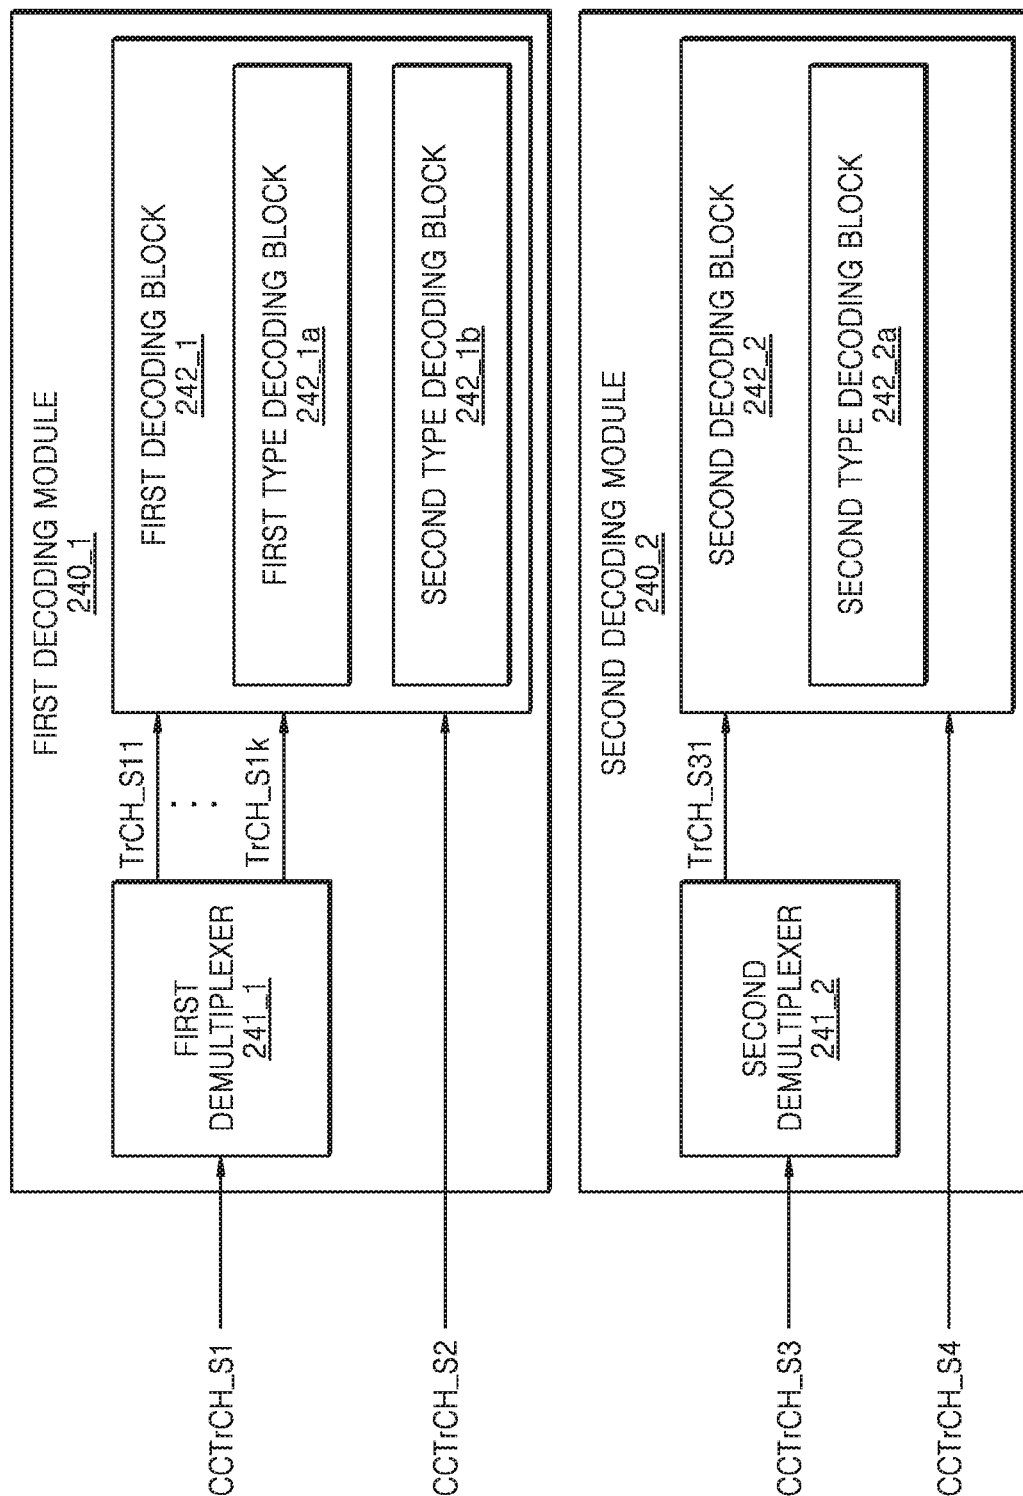 FIRST DECODING MODULE
240_1
CCTrCH_S1
FIRST
DEMULTIPLEXER
241_1
TrCH_S11
...
TrCH_S1k
FIRST DECODING BLOCK
242_1
FIRST TYPE DECODING BLOCK
242_1a
CCTrCH_S2
SECOND TYPE DECODING BLOCK
242_1b
SECOND DECODING MODULE
240_2
CCTrCH_S3
SECOND
DEMULTIPLEXER
241_2
TrCH_S31
SECOND DECODING BLOCK
242_2
SECOND TYPE DECODING BLOCK
242_2a
CCTrCH_S4